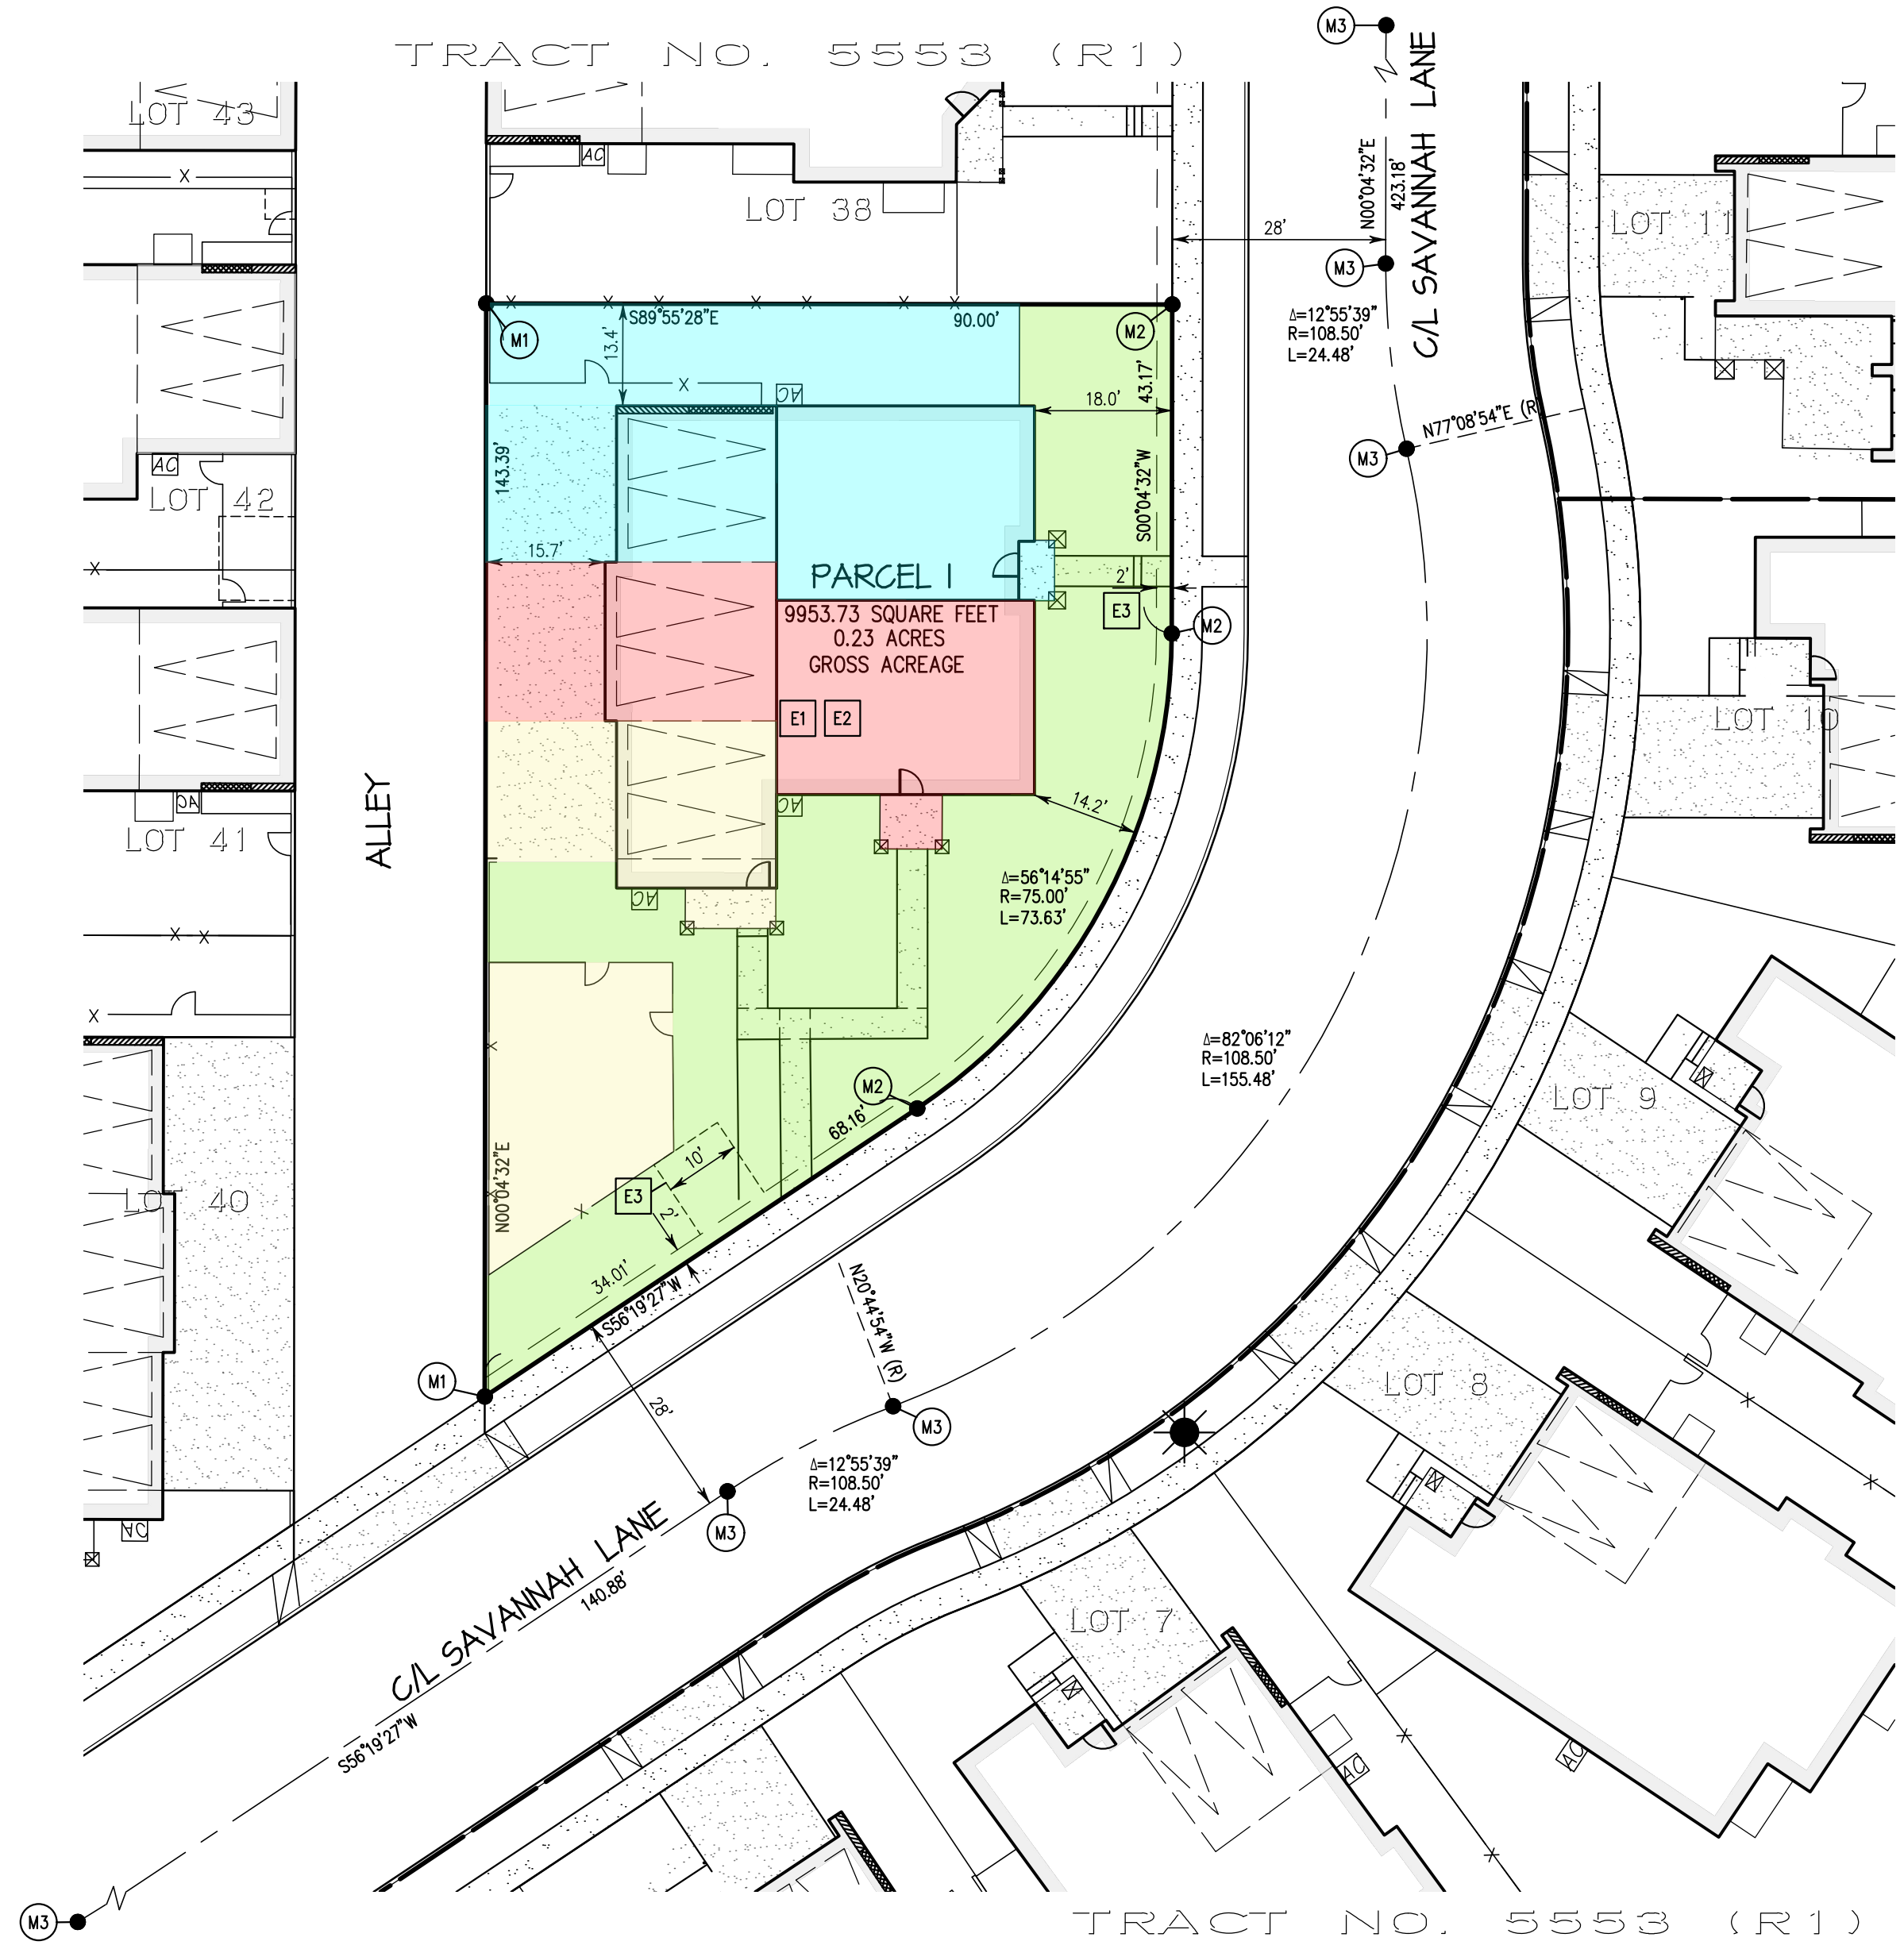 TRACT NO. 5553 (R1)
M3
LOT 43
AC
LOT 38
28'
N00°04'32"E
423.18'
C/L SAVANNAH LANE
M3
LOT 11
X
S89°55'28"E
90.00'
M1
M2
13.4'
X
AC
43.17'
18.0'
Δ=12°55'39"
R=108.50'
L=24.48'
N77°08'54"E (R
M3
AC
LOT 42
143.39'
S00°04'32"W
15.7'
X
PARCEL 1
2'
E3
M2
9953.73 SQUARE FEET
0.23 ACRES
GROSS ACREAGE
E1
E2
LOT 10
ALLEY
AC
LOT 41
AC
14.2'
Δ=56°14'55"
R=75.00'
L=73.63'
AC
X X
X
Δ=82°06'12"
R=108.50'
L=155.48'
M2
68.16'
LOT 9
N00°04'32"E
10'
E3
2'
X
LOT 40
34.01'
S56°19'27"W
N20°44'54"W (R)
M1
28'
M3
LOT 8
Δ=12°55'39"
R=108.50'
L=24.48'
M3
AC
C/L SAVANNAH LANE
140.88'
S56°19'27"W
LOT 7
AC
AC
M3
TRACT NO. 5553 (R1)